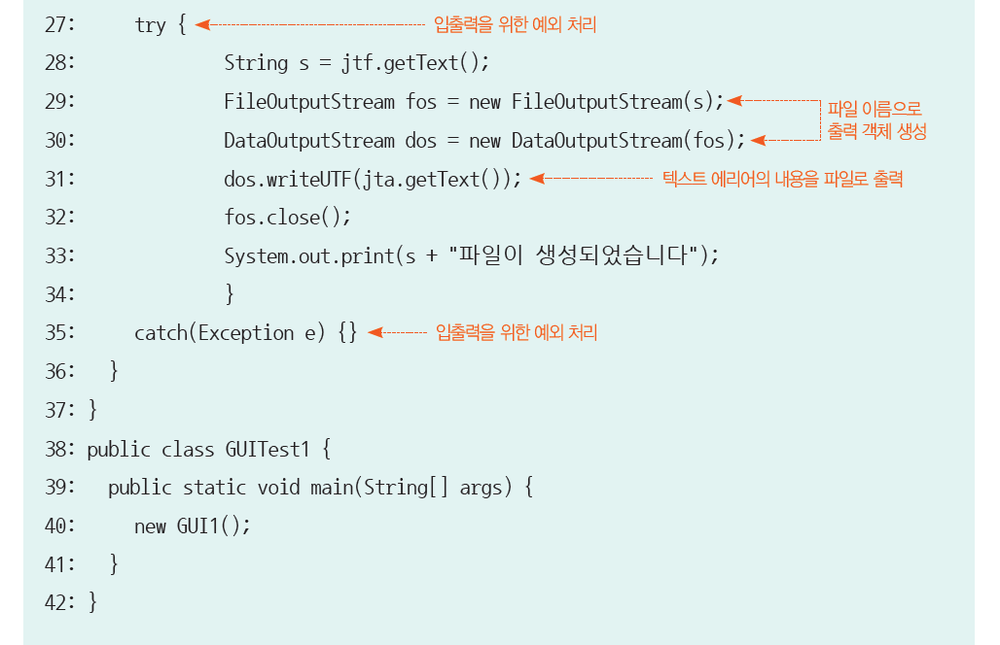 27: try { 입출력을 위한 예외 처리
28: String s = jtf.getText();
29: FileOutputStream fos = new FileOutputStream(s); 파일 이름으로
30: DataOutputStream dos = new DataOutputStream(fos); 출력 객체 생성
31: dos.writeUTF(jta.getText()); 텍스트 에리어의 내용을 파일로 출력
32: fos.close();
33: System.out.print(s + "파일이 생성되었습니다");
34: }
35: catch(Exception e) {} 입출력을 위한 예외 처리
36: }
37: }
38: public class GUITest1 {
39: public static void main(String[] args) {
40: new GUI1();
41: }
42: }